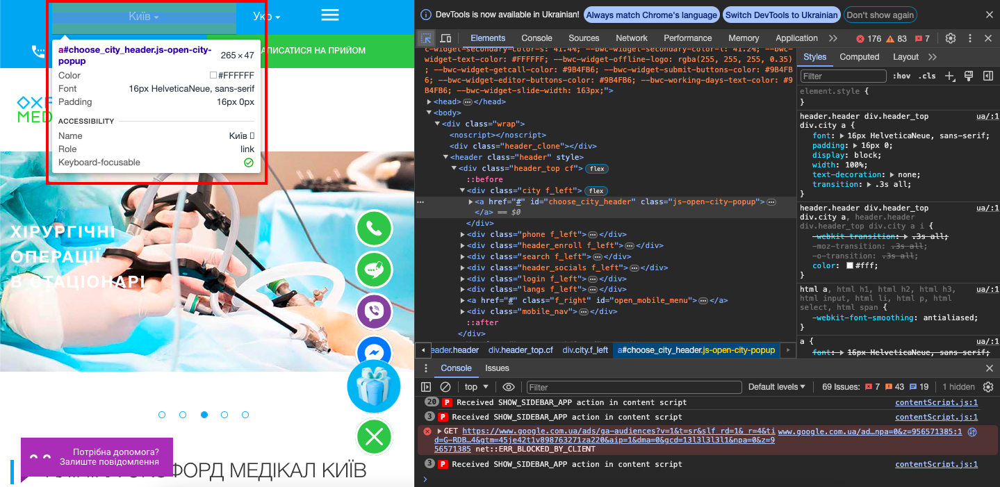 Київ
Укр
a#choose_city_header.js-open-city-popup 265 × 47
Color #FFFFFF
Font 16px HelveticaNeue, sans-serif
Padding 16px 0px
ACCESSIBILITY
Name Київ
Role link
Keyboard-focusable
АПИСАТИСЯ НА ПРИЙОМ
ХІРУРГІЧНІ
ОПЕРАЦІЇ
В СТАЦІОНАРІ
Потрібна допомога?
Залиште повідомлення
ФОРД МЕДІКАЛ КИЇВ
DevTools is now available in Ukrainian! Always match Chrome's language Switch DevTools to Ukrainian Don't show again
Elements Console Sources Network Performance Memory Application 176 83 7
c-widget-secondary-color-s: 41.4%; --bwc-widget-secondary-color-l: 41.2%; --bwc-
widget-text-color: #FFFFFF; --bwc-widget-offline-logo: rgba(255, 255, 255, 0.35)
; --bwc-widget-getcall-color: #9B4FB6; --bwc-widget-submit-buttons-color: #9B4FB
6; --bwc-widget-editor-buttons-color: #9B4FB6; --bwc-working-days-text-color: #9
B4FB6; --bwc-widget-slide-width: 163px;">
<head> </head>
<body>
<div class="wrap">
<noscript></noscript>
<div class="header_clone"></div>
<header class="header" style>
<div class="header_top cf"> flex
::before
<div class="city f_left"> flex
<a href="#" id="choose_city_header" class="js-open-city-popup">
</a> == $0
</div>
<div class="phone f_left"> </div>
<div class="header_enroll f_left"> </div>
<div class="search f_left"> </div>
<div class="header_socials f_left"> </div>
<div class="login f_left"> </div>
<div class="langs f_left"> </div>
<a href="#" class="f_right" id="open_mobile_menu"> </a>
<div class="mobile_nav"> </div>
::after
</div>
eader.header div.header_top.cf div.city.f_left a#choose_city_header.js-open-city-popup
Styles Computed Layout
Filter :hov .cls
element.style {
}
header.header div.header_top ua/:1
div.city a {
font: 16px HelveticaNeue, sans-serif;
padding: 16px 0;
display: block;
width: 100%;
text-decoration: none;
transition: .3s all;
}
header.header div.header_top ua/:1
div.city a, header.header
div.header_top div.city a i {
-webkit-transition: .3s all;
-moz-transition: .3s all;
-o-transition: .3s all;
color: #fff;
}
html a, html h1, html h2, html h3, ua/:1
html input, html li, html p, html
select, html span {
-webkit-font-smoothing: antialiased;
}
a { ua/:1
font: 16px HelveticaNeue, sans-serif;
Console Issues
top Filter Default levels 69 Issues: 7 43 19 1 hidden
20 P Received SHOW_SIDEBAR_APP action in content script contentScript.js:1
3 P Received SHOW_SIDEBAR_APP action in content script contentScript.js:1
GET https://www.google.com.ua/ads/ga-audiences?v=1&t=sr&slf_rd=1&_r=4&ti www.google.com.ua/ad…npa=0&z=956571385:1
d=G-RDB…4&gtm=45je42t1v898763271za220&aip=1&dma=0&gcd=13l3l3l3l1&npa=0&z=9
56571385 net::ERR_BLOCKED_BY_CLIENT
3 P Received SHOW_SIDEBAR_APP action in content script contentScript.js:1